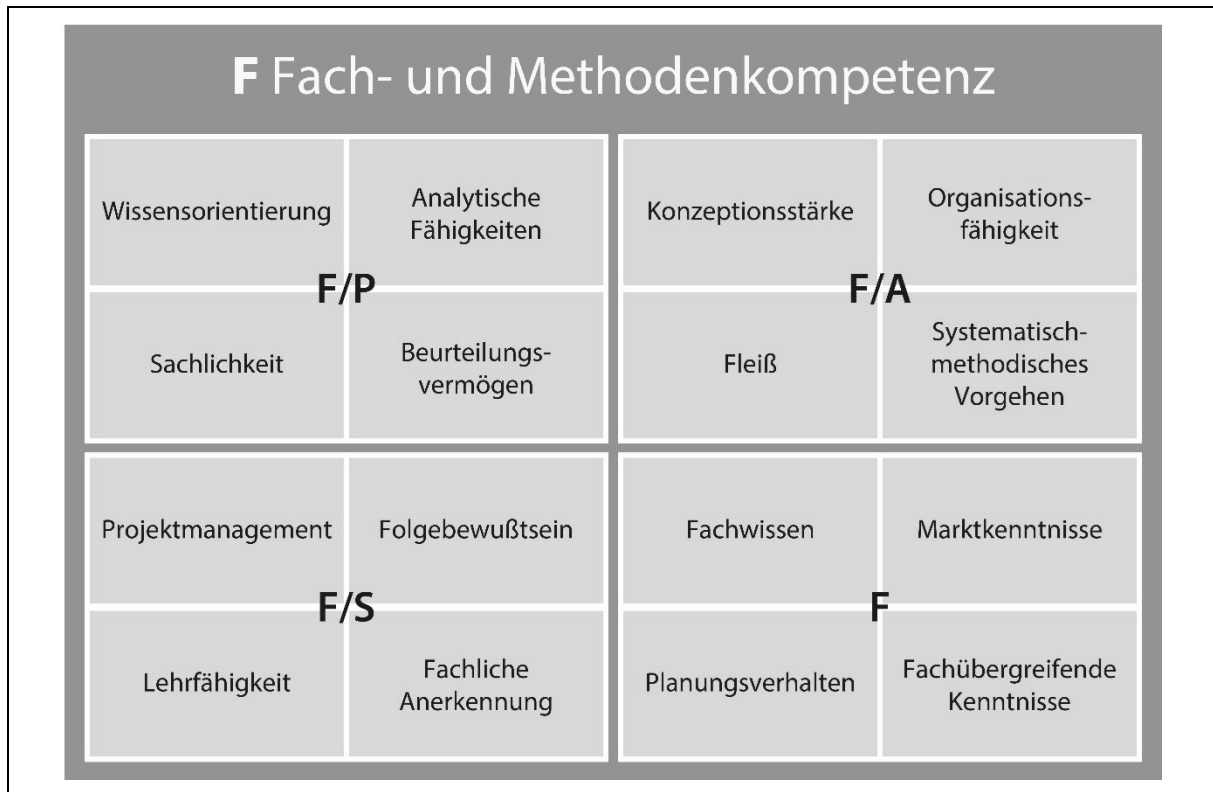 F Fach- und Methodenkompetenz
Wissensorientierung
Analytische
Fähigkeiten
F/P
Sachlichkeit
Beurteilungs-
vermögen
Konzeptionsstärke
Organisations-
fähigkeit
F/A
Fleiß
Systematisch-
methodisches
Vorgehen
Projektmanagement
Folgebewußtsein
F/S
Lehrfähigkeit
Fachliche
Anerkennung
Fachwissen
Marktkenntnisse
F
Planungsverhalten
Fachübergreifende
Kenntnisse